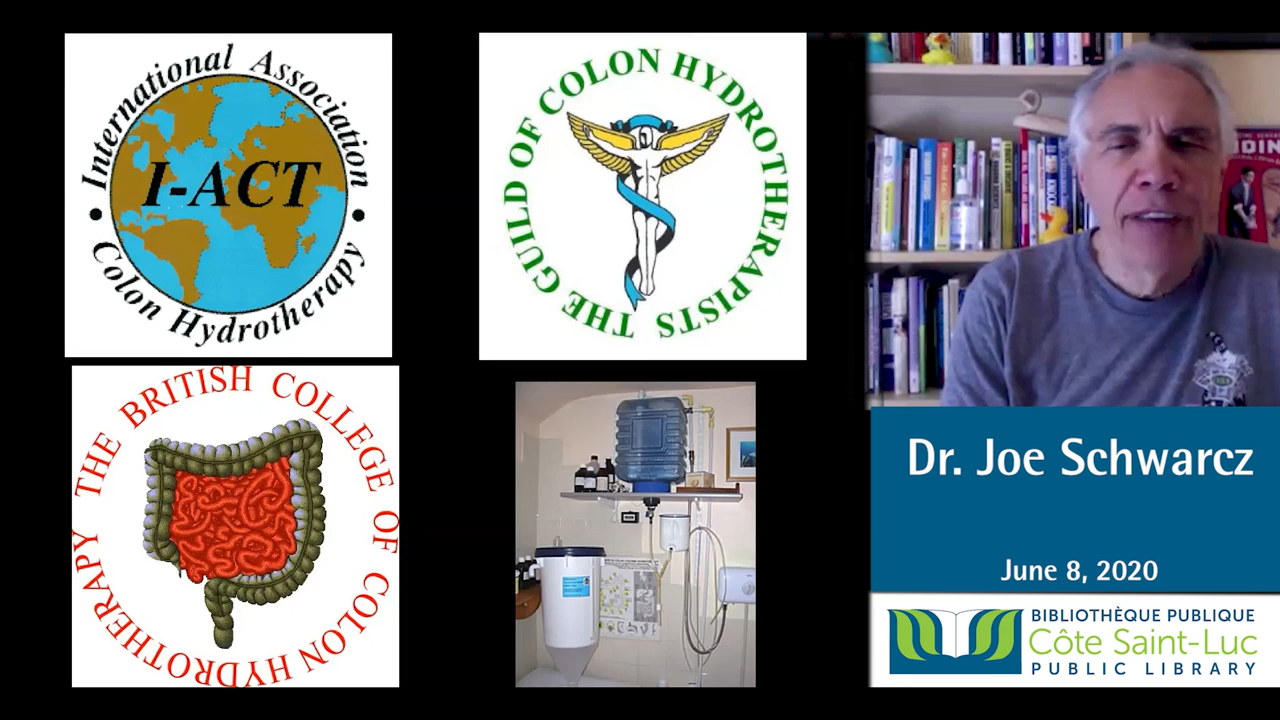 International Association
I-ACT
Colon Hydrotherapy
THE GUILD OF COLON HYDROTHERAPISTS
THE BRITISH COLLEGE OF COLON HYDROTHERAPY
Dr. Joe Schwarcz
June 8, 2020
BIBLIOTHÈQUE PUBLIQUE
Côte Saint-Luc
PUBLIC LIBRARY